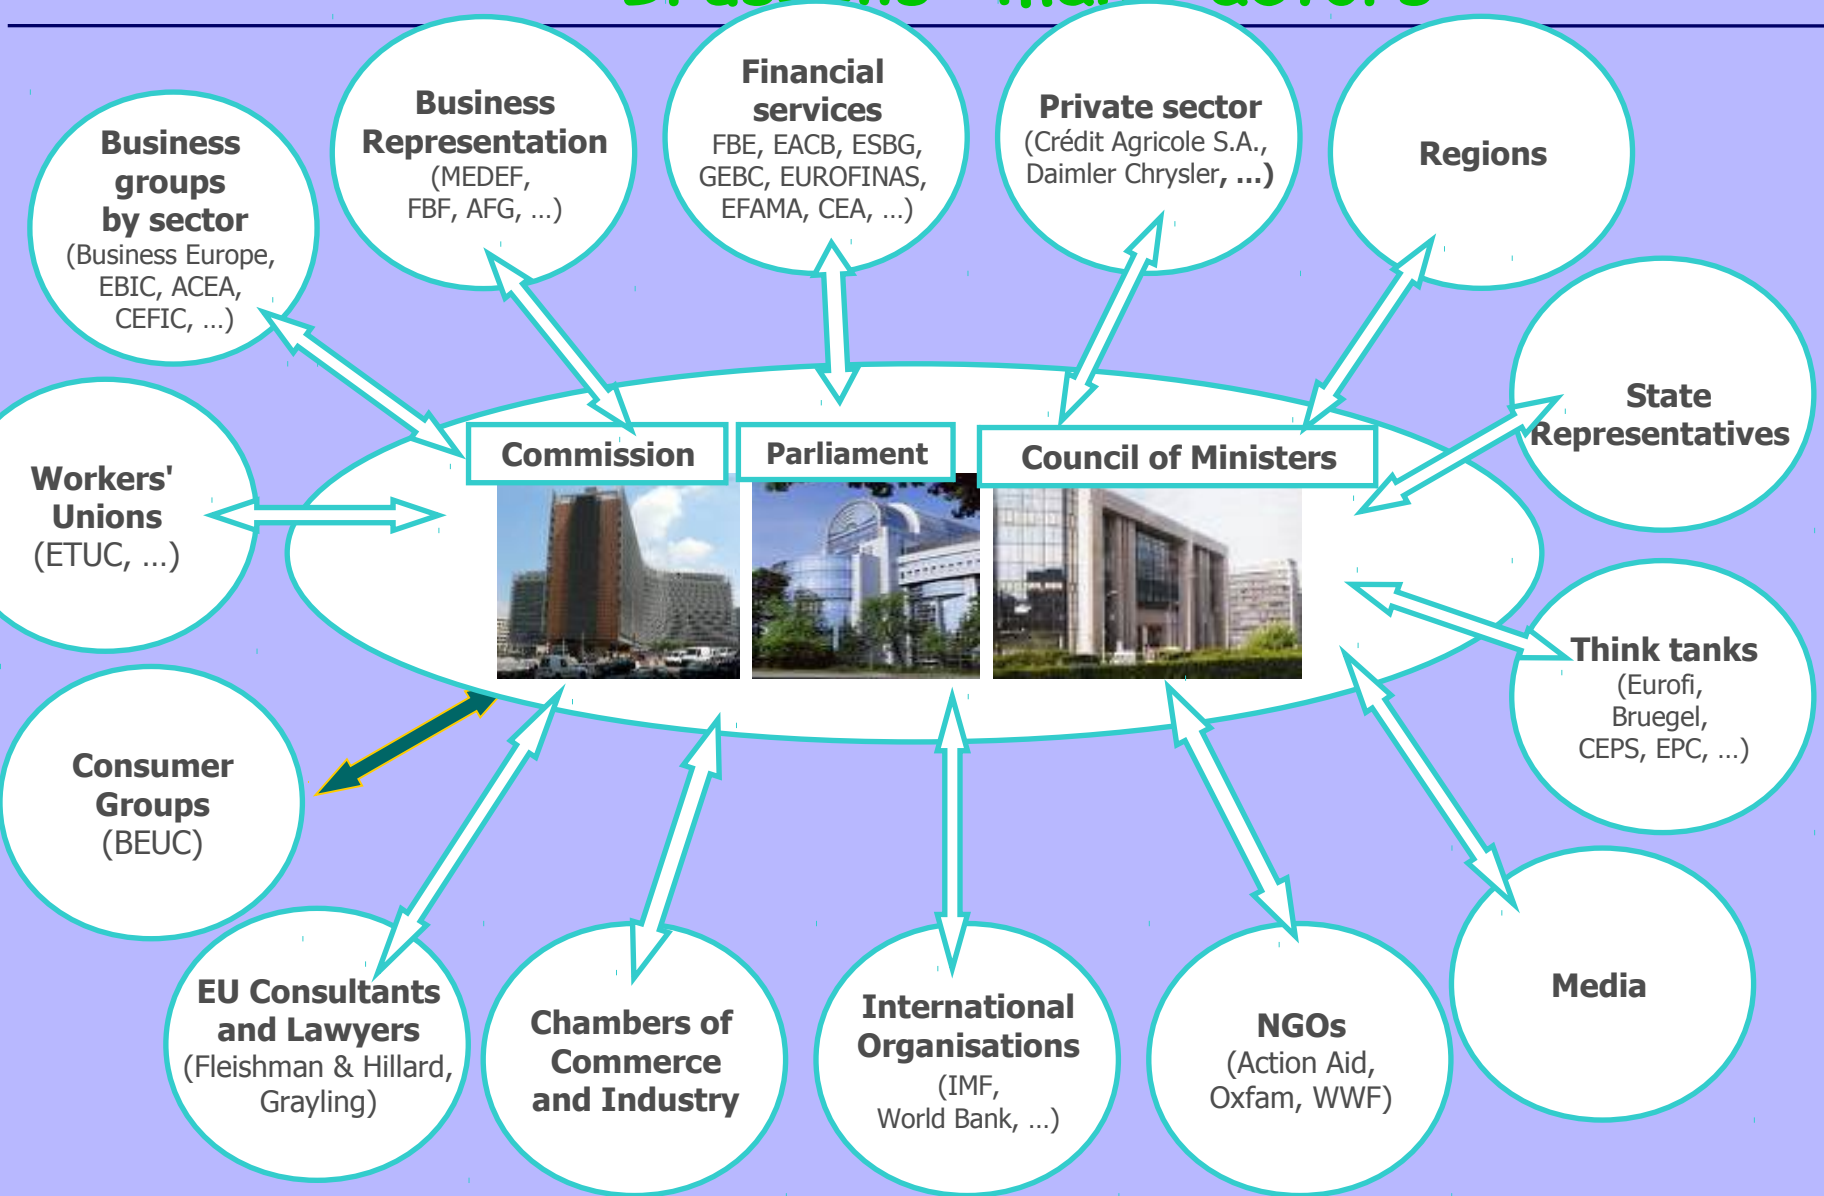 Business
groups
by sector
(Business Europe,
EBIC, ACEA,
CEFIC, ...)
Business
Representation
(MEDEF,
FBF, AFG, ...)
Financial
services
FBE, EACB, ESBG,
GEBC, EUROFINAS,
EFAMA, CEA, ...)
Private sector
(Crédit Agricole S.A.,
Daimler Chrysler, ...)
Regions
State
Representatives
Commission
Parliament
Council of Ministers
Workers'
Unions
(ETUC, ...)
Think tanks
(Eurofi,
Bruegel,
CEPS, EPC, ...)
Consumer
Groups
(BEUC)
Media
EU Consultants
and Lawyers
(Fleishman & Hillard,
Grayling)
Chambers of
Commerce
and Industry
International
Organisations
(IMF,
World Bank, ...)
NGOs
(Action Aid,
Oxfam, WWF)